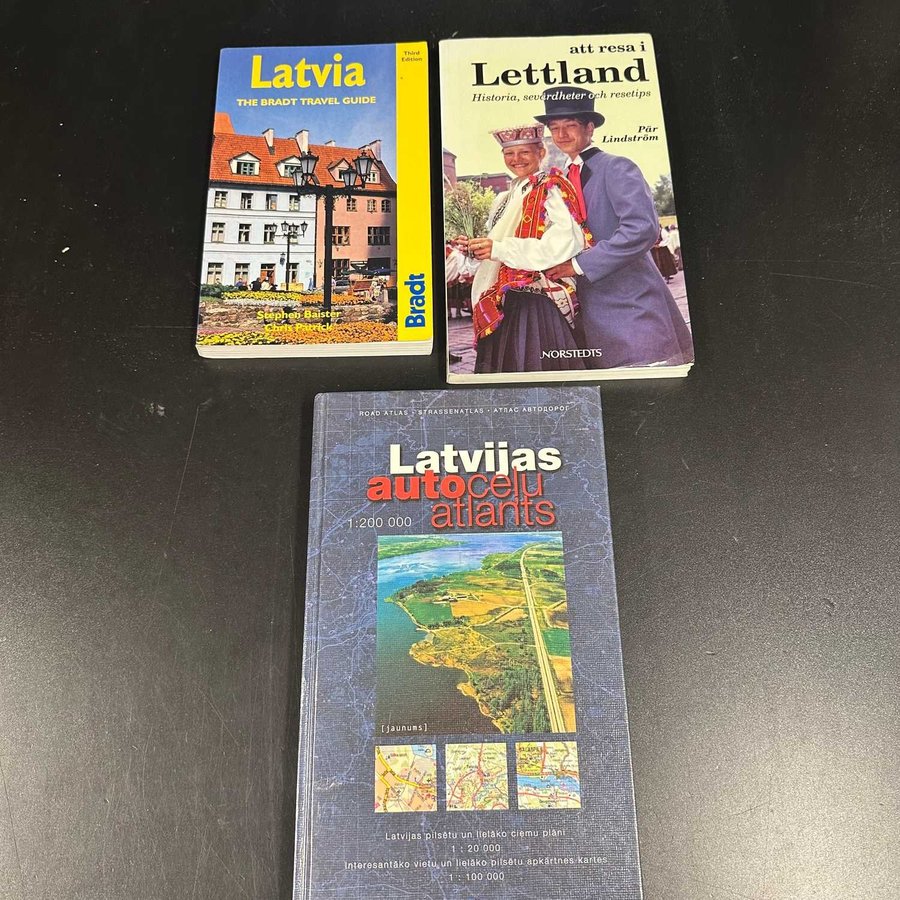 Latvia
THE BRADT TRAVEL GUIDE
Third
Edition
Stephen Baister
Chris Patrick
Bradt
att resa i
Lettland
Historia, sevärdheter och resetips
Pär
Lindström
NORSTEDTS
ROAD ATLAS • STRASSENATLAS • АТЛАС АВТОДОРОГ
Latvijas
autoceļu
atlants
1:200 000
[jaunums]
Latvijas pilsētu un lielāko ciemu plāni
1 : 20 000
Interesantāko vietu un lielāko pilsētu apkārtnes kartes
1 : 100 000